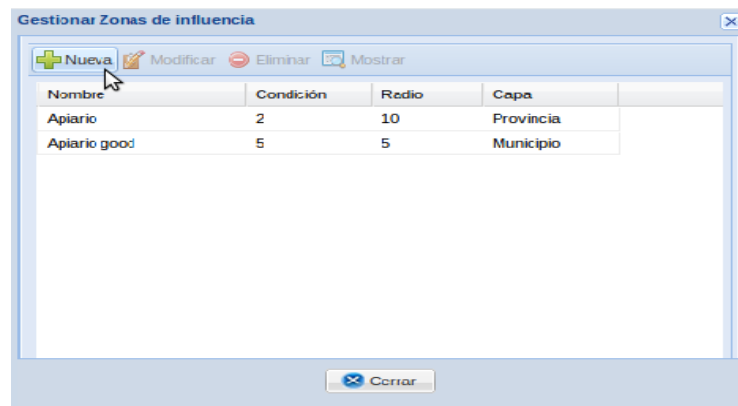 Gestionar Zonas de influencia
Nueva Modificar Eliminar Mostrar
Nombre Condición Radio Capa
Apiario 2 10 Provincia
Apiario good 5 5 Municipio
Cerrar